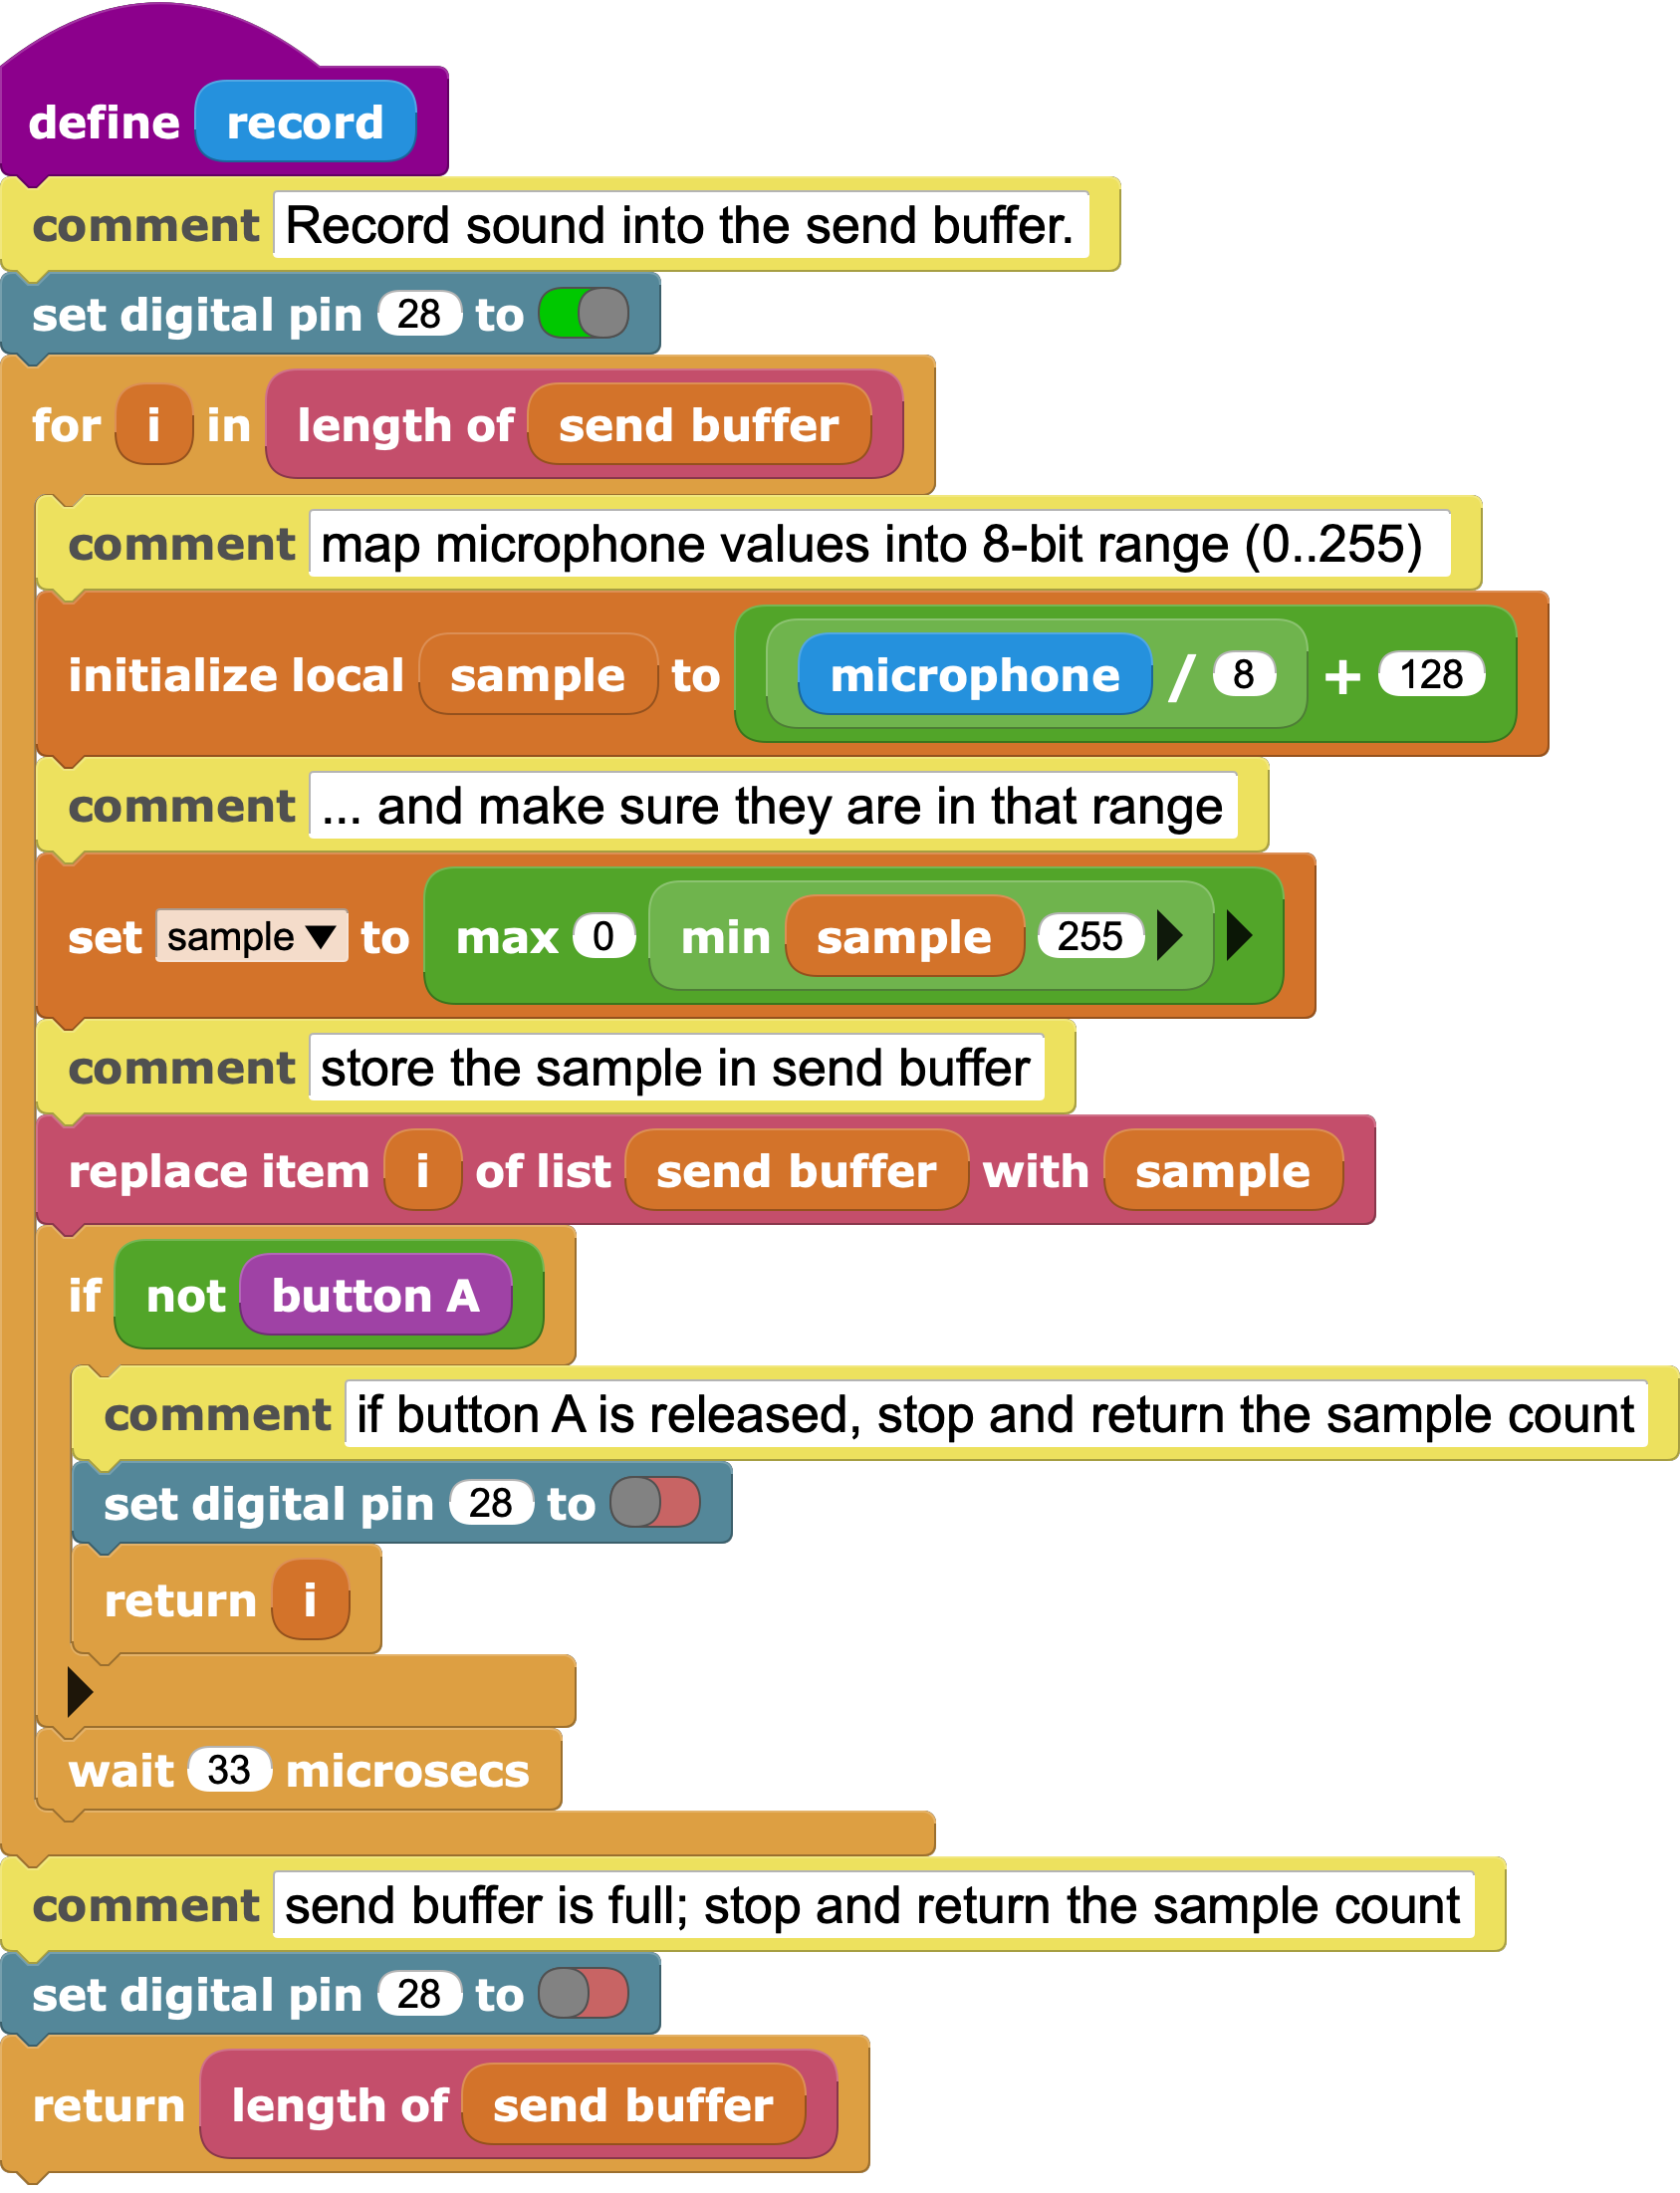 define record
comment Record sound into the send buffer.
set digital pin 28 to
for i in length of send buffer
comment map microphone values into 8-bit range (0..255)
initialize local sample to microphone / 8 + 128
comment ... and make sure they are in that range
set sample to max 0 min sample 255
comment store the sample in send buffer
replace item i of list send buffer with sample
if not button A
comment if button A is released, stop and return the sample count
set digital pin 28 to
return i
wait 33 microsecs
comment send buffer is full; stop and return the sample count
set digital pin 28 to
return length of send buffer